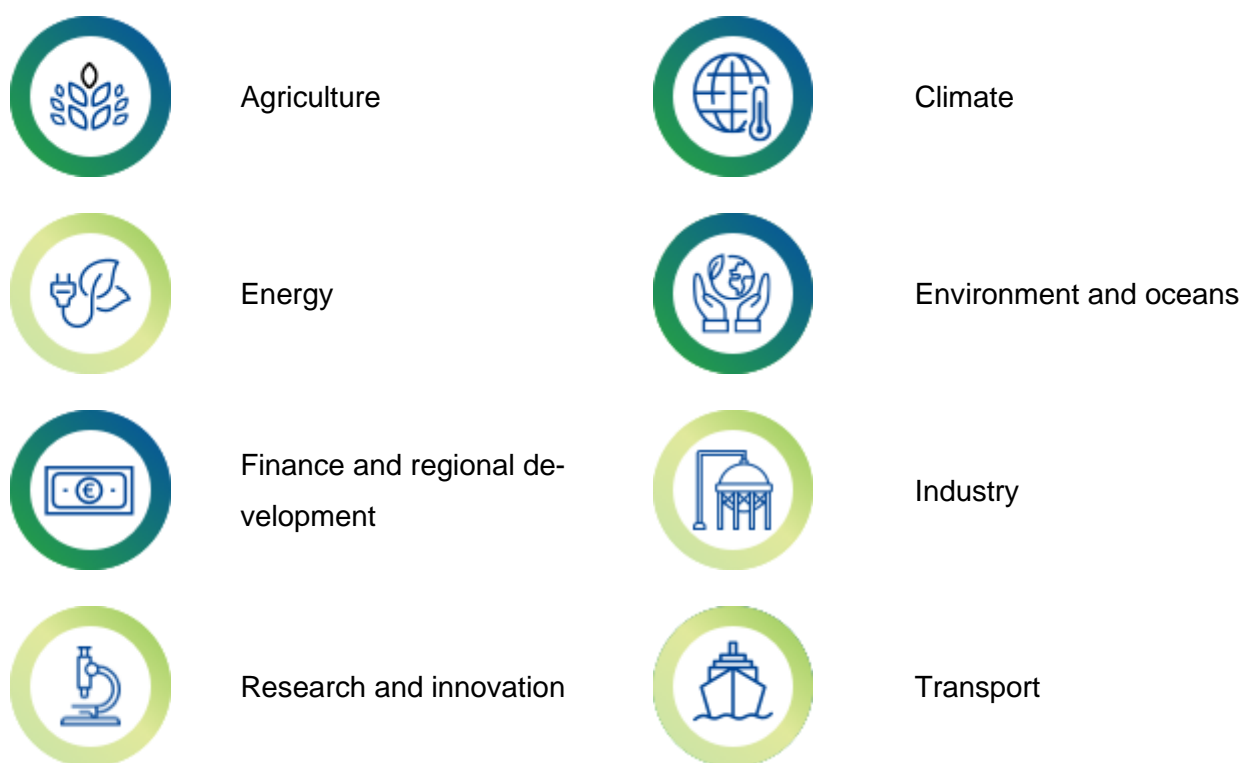 Agriculture
Climate
Energy
Environment and oceans
Finance and regional de-
velopment
€
Industry
Research and innovation
Transport